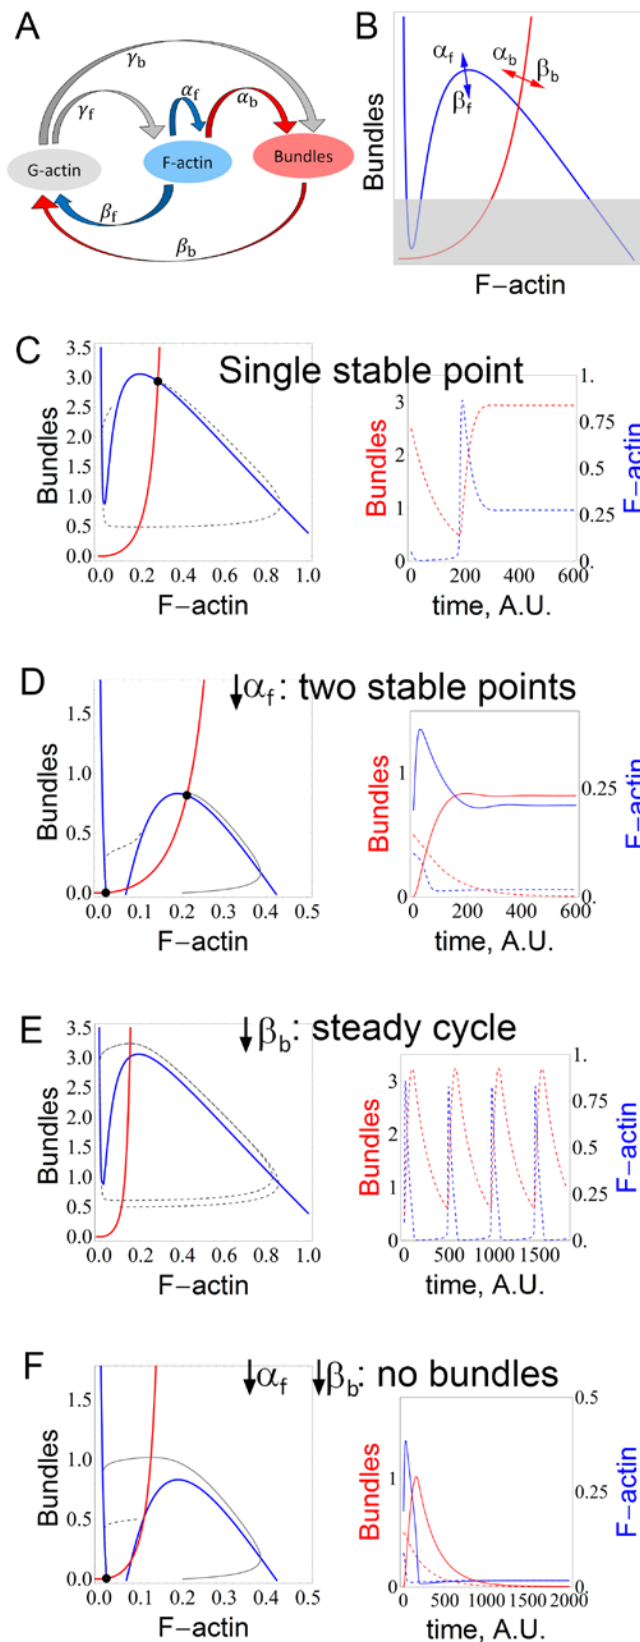 A
γb
γf
αf
αb
G-actin
F-actin
Bundles
βf
βb
B
Bundles
αf
βf
αb
βb
F−actin
C
Single stable point
Bundles
3.5
3.0
2.5
2.0
1.5
1.0
0.5
0.0
0.0 0.2 0.4 0.6 0.8 1.0
F−actin
Bundles
3
2
1
0
1.
0.75
0.5
0.25
0.
F−actin
0 200 400 600
time, A.U.
D
↓αf: two stable points
Bundles
1.5
1.0
0.5
0.0
0.0 0.1 0.2 0.3 0.4 0.5
F−actin
Bundles
1
0
0.25
0.
F−actin
0 200 400 600
time, A.U.
E
↓βb: steady cycle
Bundles
3.5
3.0
2.5
2.0
1.5
1.0
0.5
0.0
0.0 0.2 0.4 0.6 0.8 1.0
F−actin
Bundles
3
2
1
0
1.
0.75
0.5
0.25
0.
F−actin
0 500 1000 1500
time, A.U.
F
↓αf ↓βb: no bundles
Bundles
1.5
1.0
0.5
0.0
0.0 0.1 0.2 0.3 0.4 0.5
F−actin
Bundles
1
0
0.5
0.25
0.
F−actin
0 500 1000 1500 2000
time, A.U.